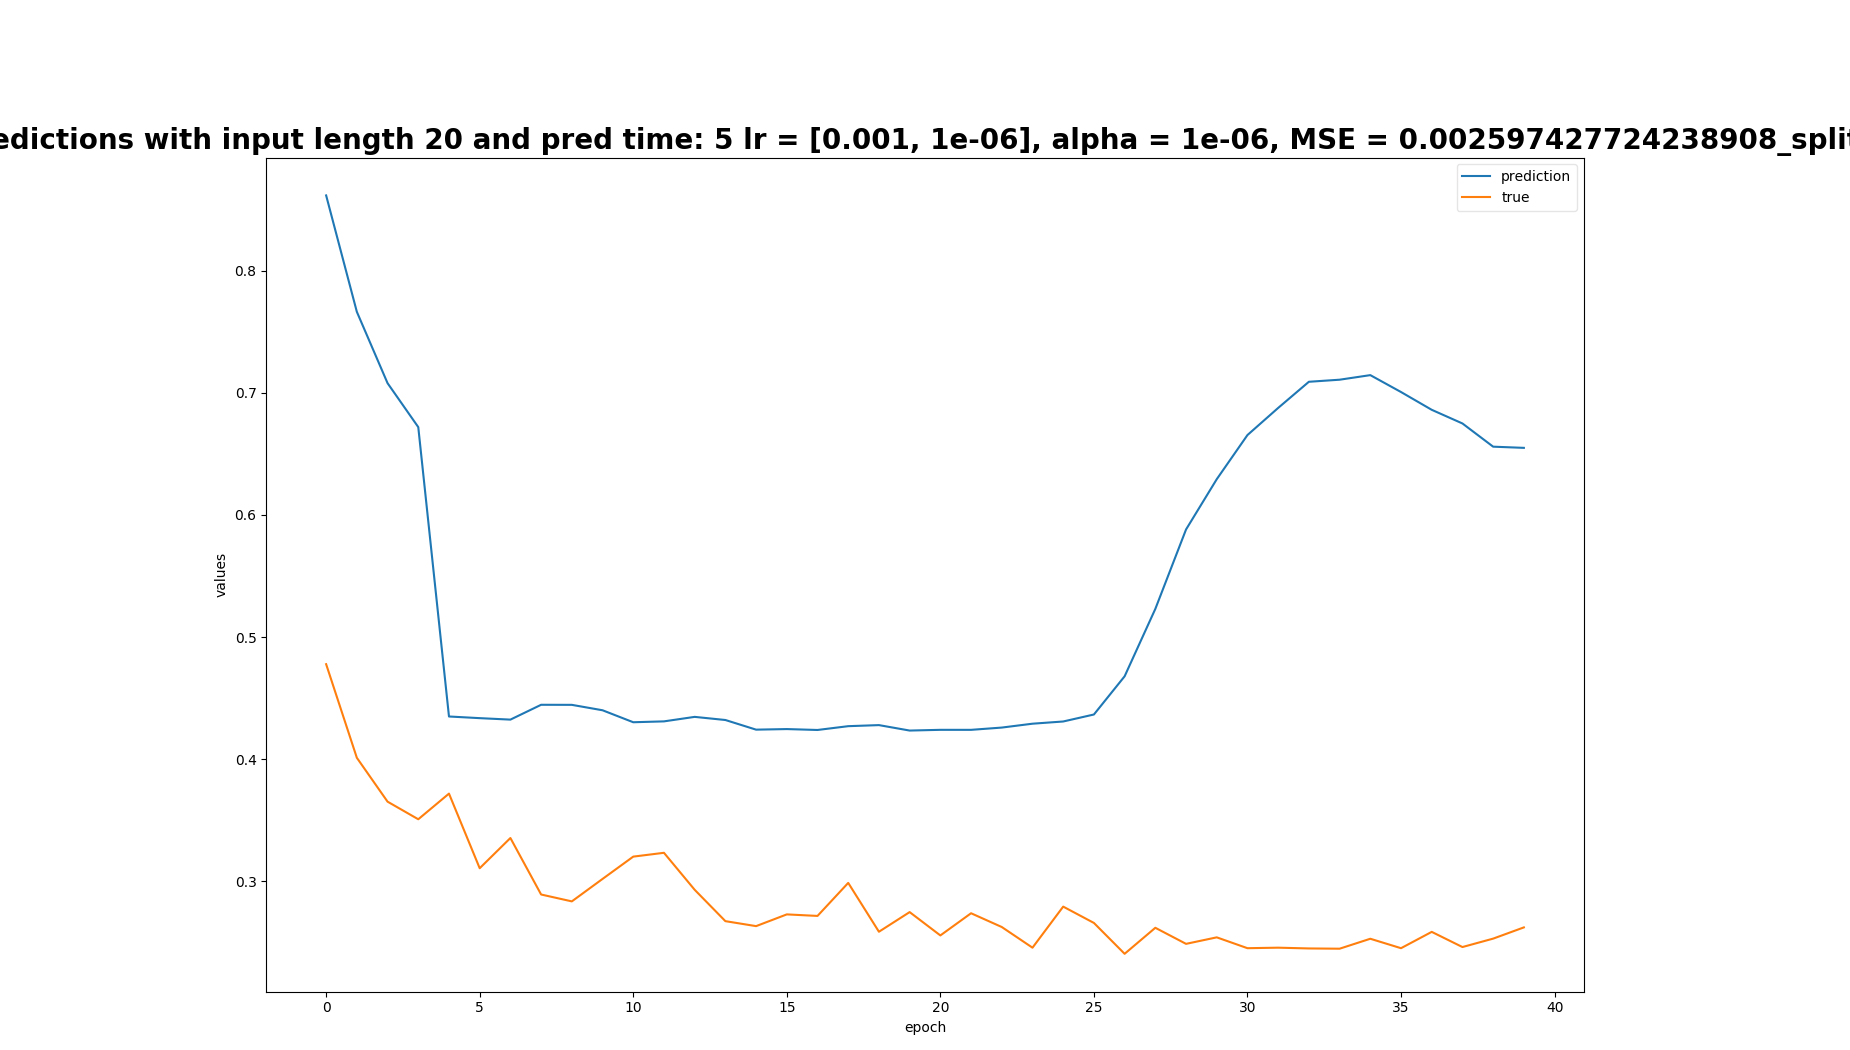 edictions with input length 20 and pred time: 5 lr = [0.001, 1e-06], alpha = 1e-06, MSE = 0.002597427724238908_split
prediction
true
0.8
0.7
0.6
0.5
0.4
0.3
values
0 5 10 15 20 25 30 35 40
epoch